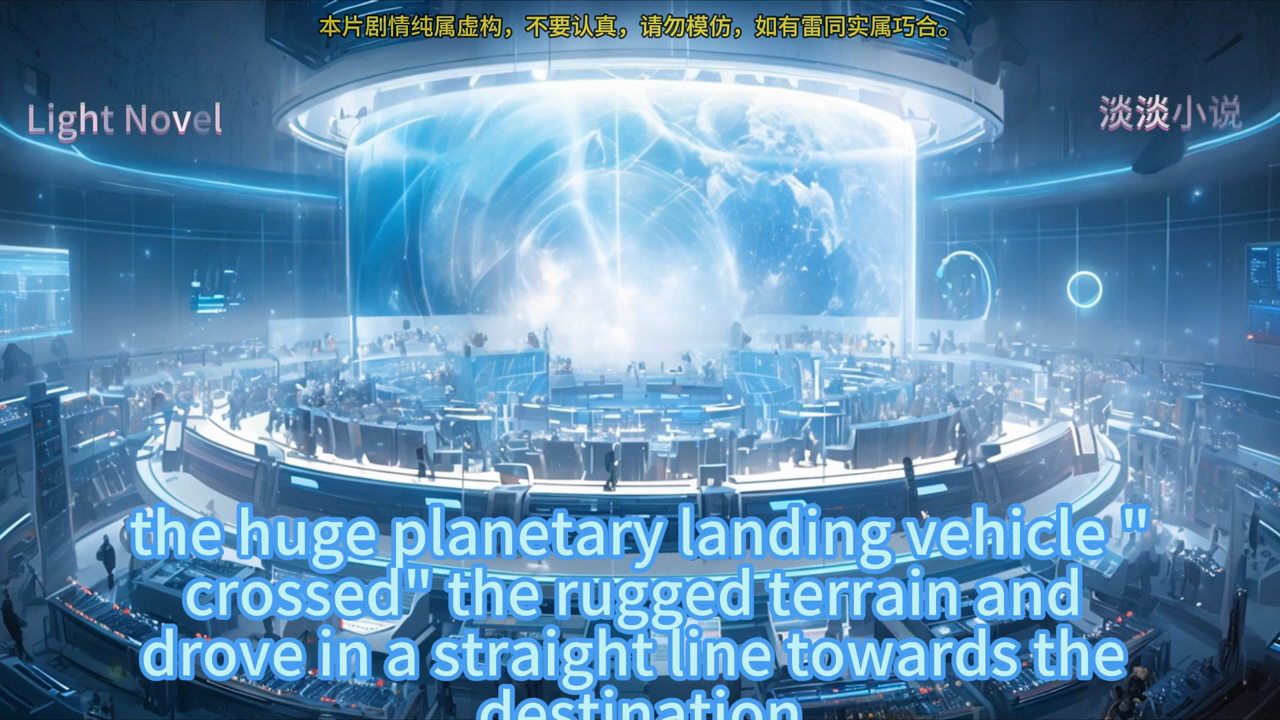 本片剧情纯属虚构，不要认真，请勿模仿，如有雷同实属巧合。
Light Novel
淡淡小说
the huge planetary landing vehicle "
crossed" the rugged terrain and
drove in a straight line towards the
destination